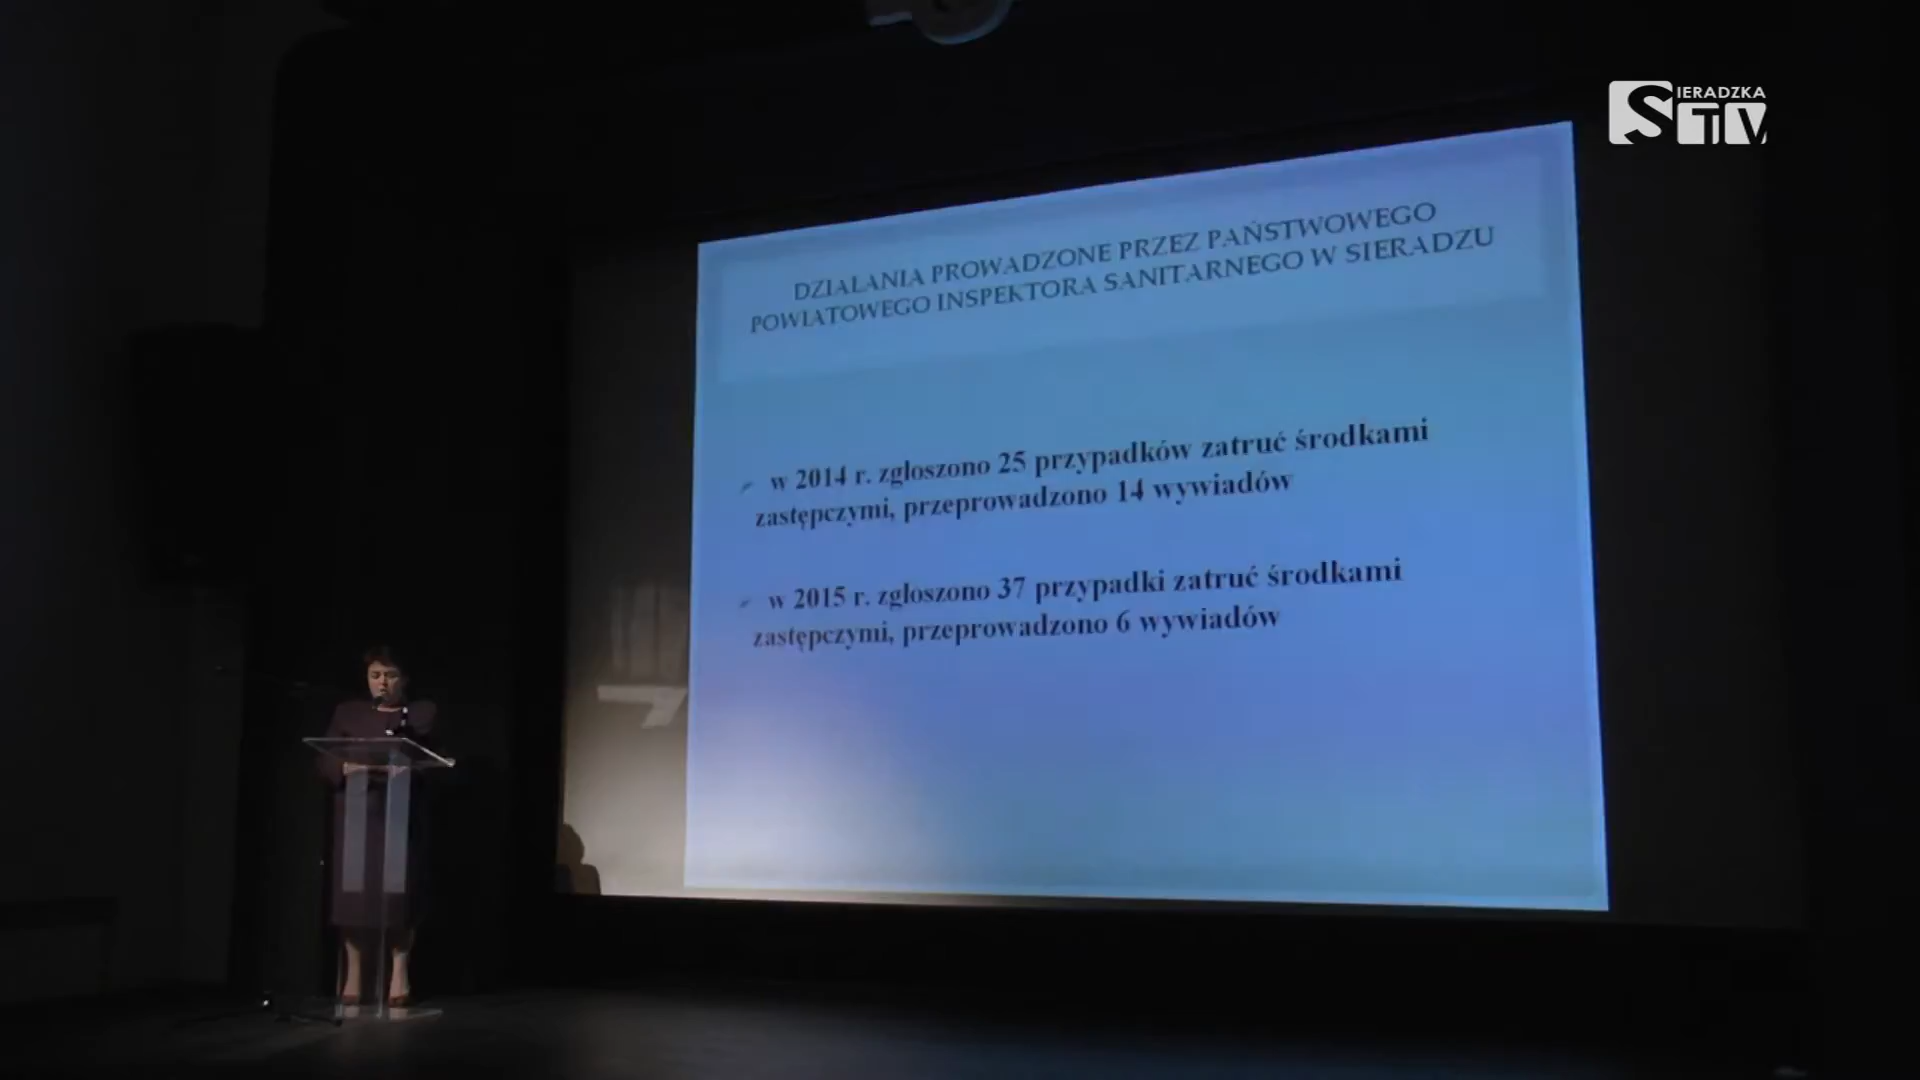 SIERADZKA
TV
DZIAŁANIA PROWADZONE PRZEZ PAŃSTWOWEGO
POWIATOWEGO INSPEKTORA SANITARNEGO W SIERADZU
w 2014 r. zgłoszono 25 przypadków zatruć środkami
zastępczymi, przeprowadzono 14 wywiadów
w 2015 r. zgłoszono 37 przypadki zatruć środkami
zastępczymi, przeprowadzono 6 wywiadów